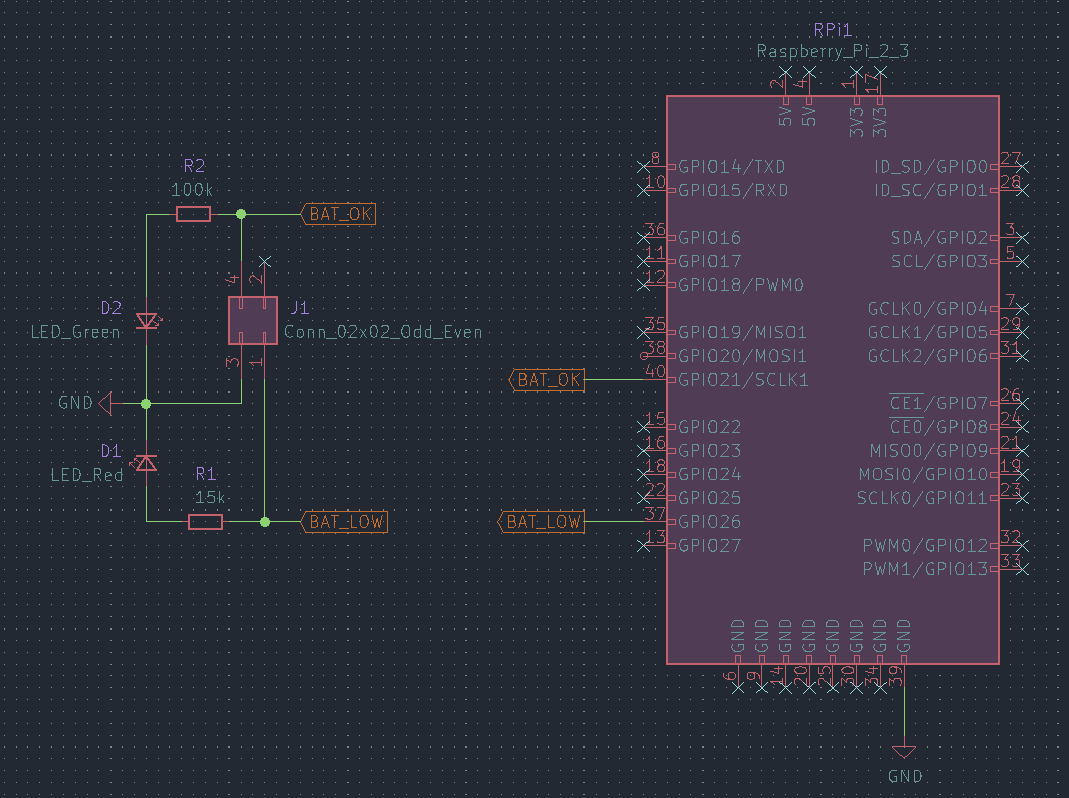 RPi1
Raspberry_Pi_2_3
2 4 1 17
5V 5V 3V3 3V3
8 GPIO14/TXD ID_SD/GPIO0 27
10 GPIO15/RXD ID_SC/GPIO1 28
R2
100k
BAT_OK
36 GPIO16 SDA/GPIO2 3
11 GPIO17 SCL/GPIO3 5
12 GPIO18/PWM0
4 2
D2 J1 GCLK0/GPIO4 7
LED_Green Conn_02x02_Odd_Even 35 GPIO19/MISO1 GCLK1/GPIO5 29
38 GPIO20/MOSI1 GCLK2/GPIO6 31
3 1
BAT_OK 40 GPIO21/SCLK1
GND CE1/GPIO7 26
15 GPIO22 CE0/GPIO8 24
D1 16 GPIO23 MISO0/GPIO9 21
LED_Red R1 18 GPIO24 MOSI0/GPIO10 19
15k 22 GPIO25 SCLK0/GPIO11 23
BAT_LOW BAT_LOW 37 GPIO26
13 GPIO27 PWM0/GPIO12 32
PWM1/GPIO13 33
GND GND GND GND GND GND GND GND
6 9 14 20 25 30 34 39
GND